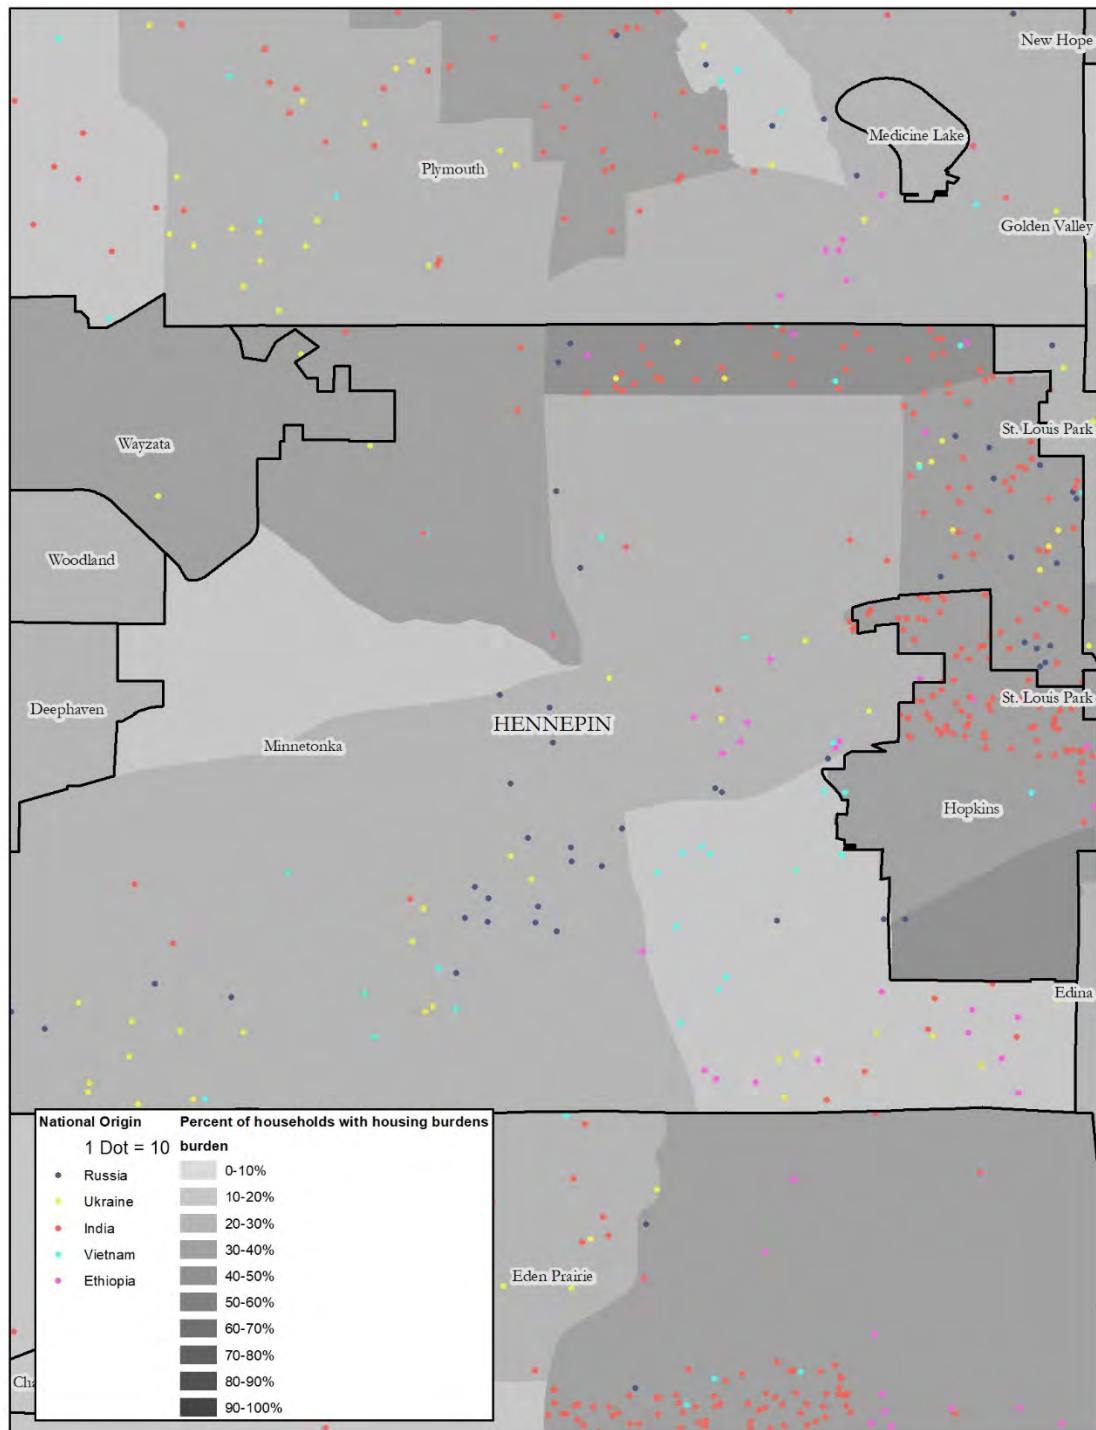 New Hope
Medicine Lake
Plymouth
Golden Valley
St. Louis Park
Wayzata
Woodland
St. Louis Park
Deephaven
HENNEPIN
Minnetonka
Hopkins
Edina
National Origin
1 Dot = 10
Russia
Ukraine
India
Vietnam
Ethiopia
Percent of households with housing burdens
burden
0-10%
10-20%
20-30%
30-40%
40-50%
50-60%
60-70%
70-80%
80-90%
90-100%
Eden Prairie
Cha